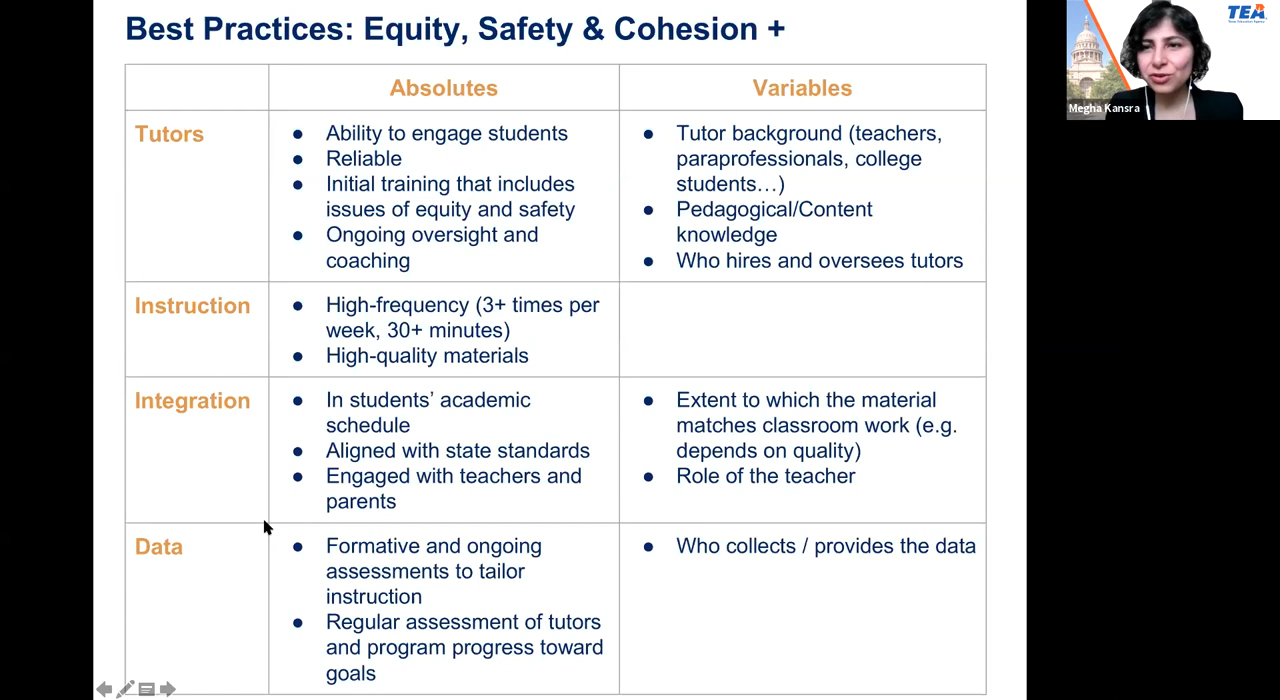 Best Practices: Equity, Safety & Cohesion +
TEA
Texas Education Agency
Megha Kansra
Absolutes
Variables
Tutors
● Ability to engage students
● Reliable
● Initial training that includes
issues of equity and safety
● Ongoing oversight and
coaching
● Tutor background (teachers,
paraprofessionals, college
students…)
● Pedagogical/Content
knowledge
● Who hires and oversees tutors
Instruction
● High-frequency (3+ times per
week, 30+ minutes)
● High-quality materials
Integration
● In students’ academic
schedule
● Aligned with state standards
● Engaged with teachers and
parents
● Extent to which the material
matches classroom work (e.g.
depends on quality)
● Role of the teacher
Data
● Formative and ongoing
assessments to tailor
instruction
● Regular assessment of tutors
and program progress toward
goals
● Who collects / provides the data